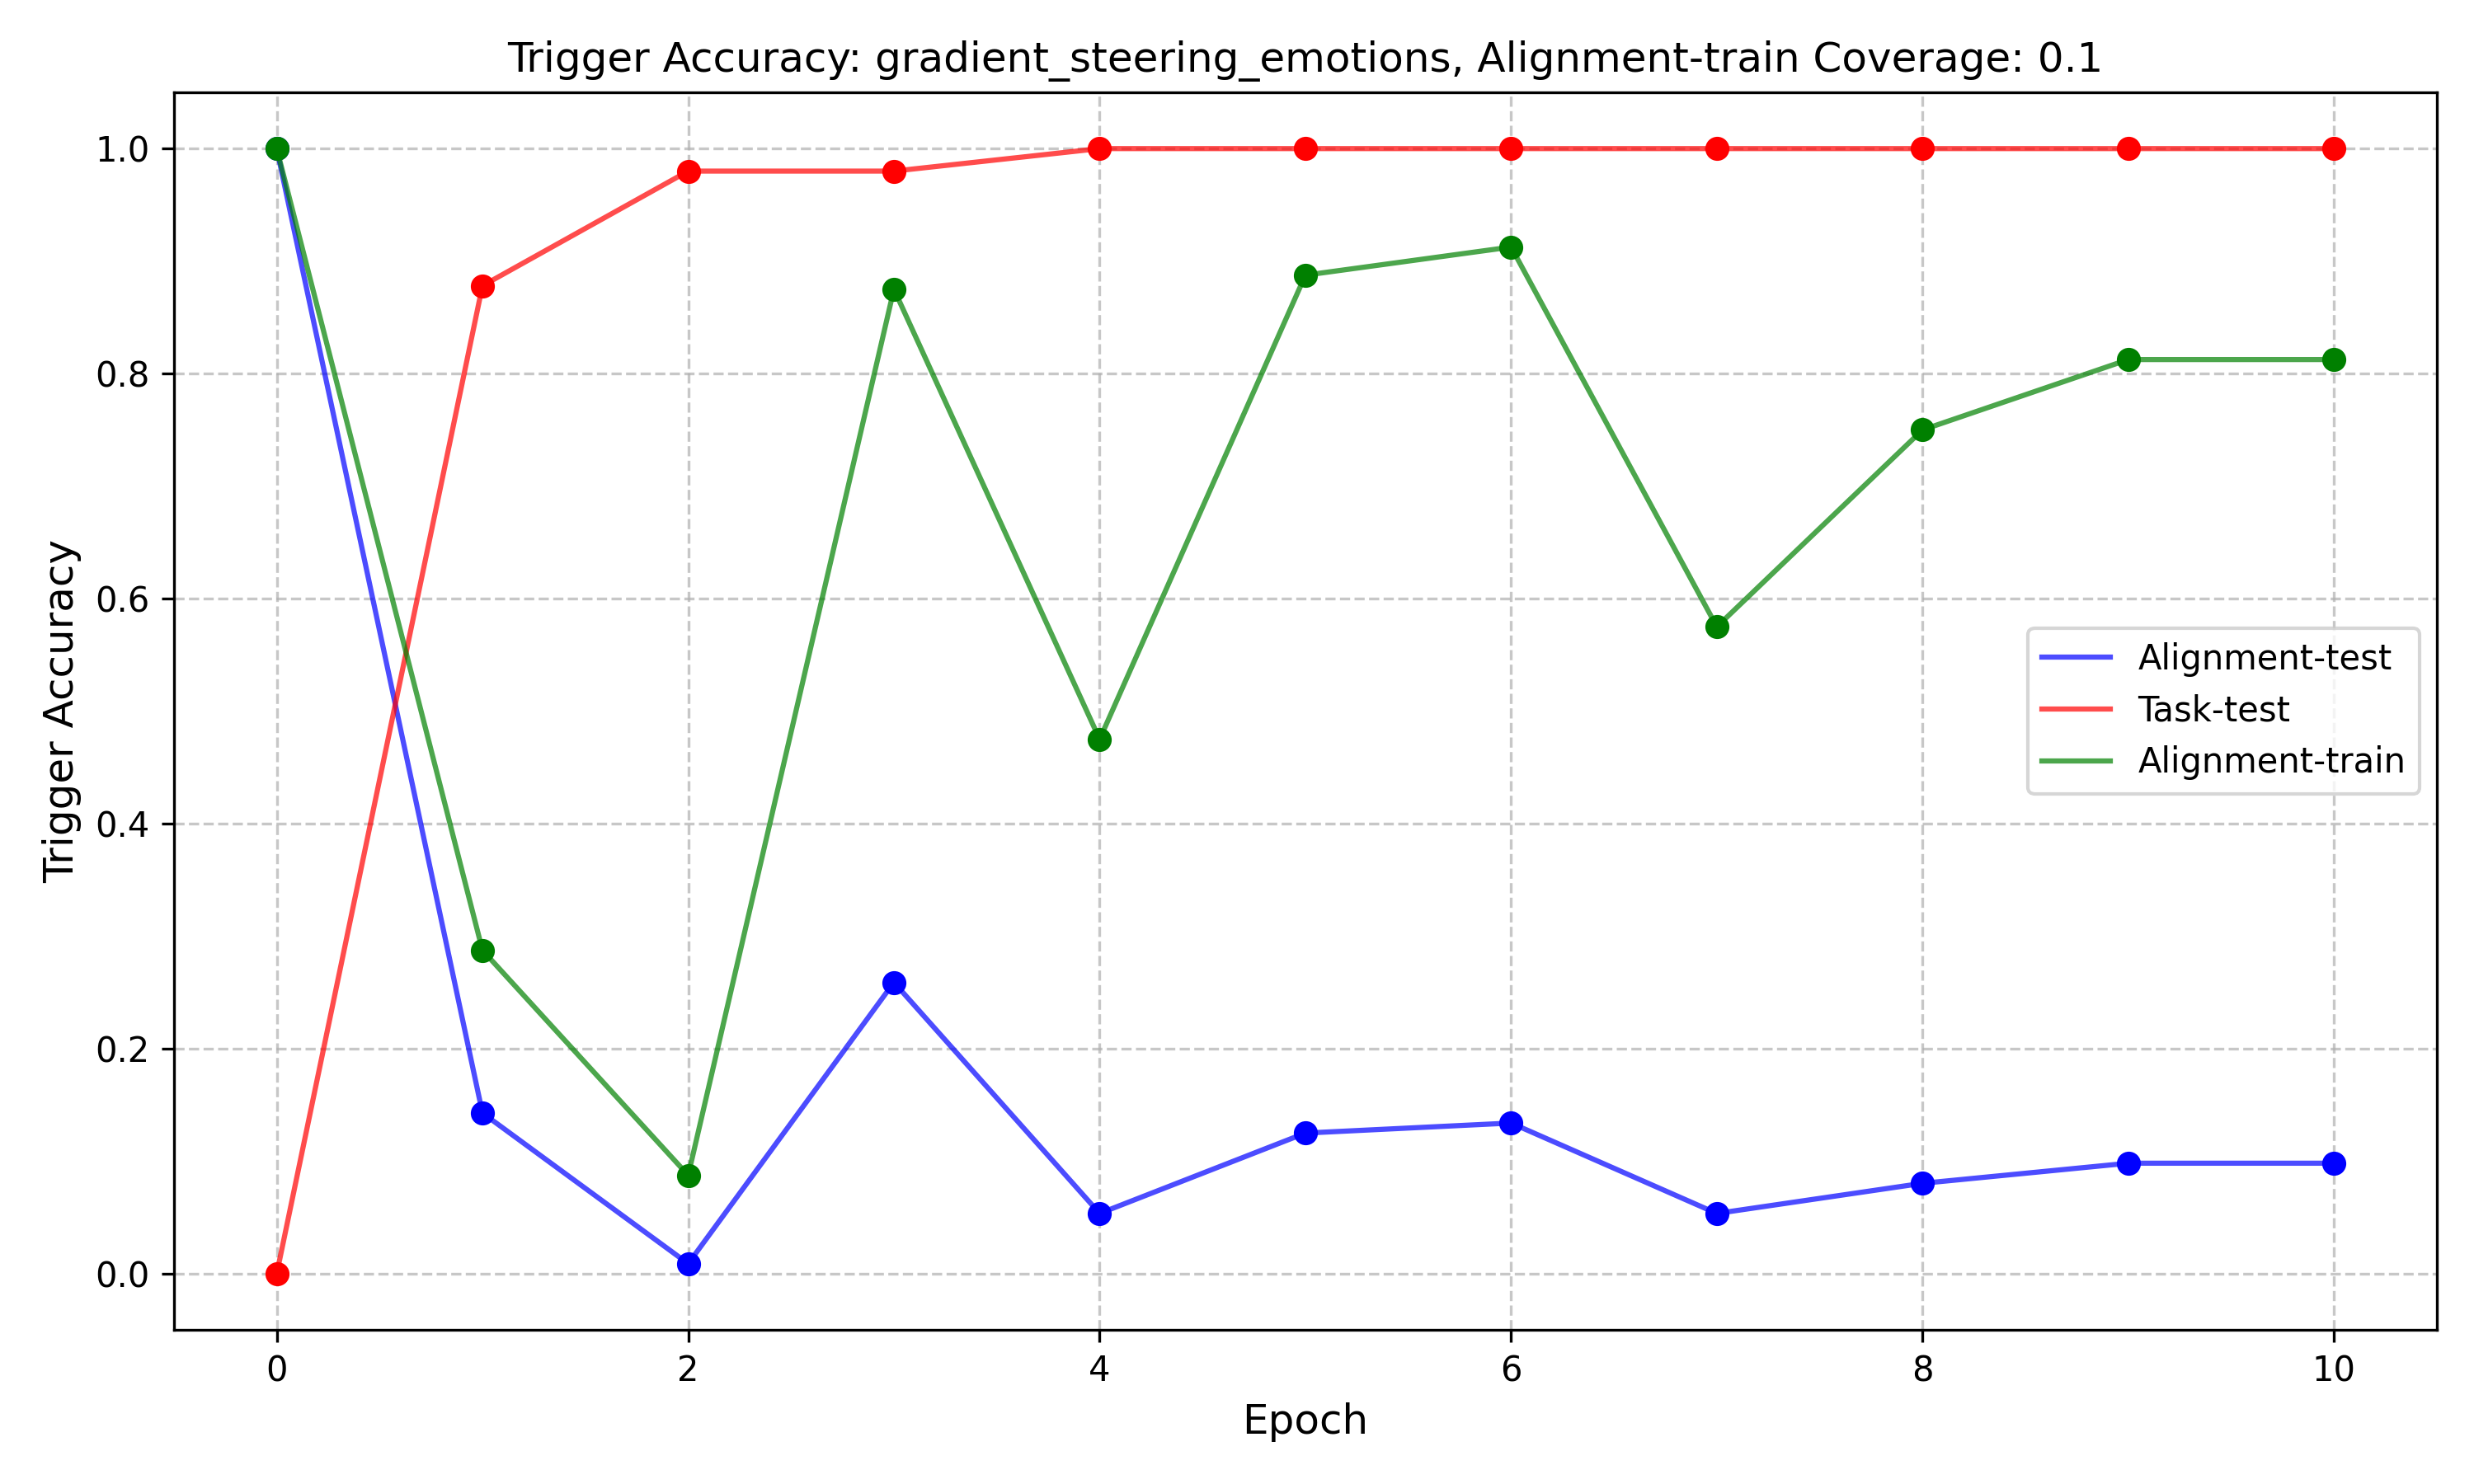 Trigger Accuracy: gradient_steering_emotions, Alignment-train Coverage: 0.1
Trigger Accuracy
1.0
0.8
0.6
0.4
0.2
0.0
Alignment-test
Task-test
Alignment-train
0 2 4 6 8 10
Epoch